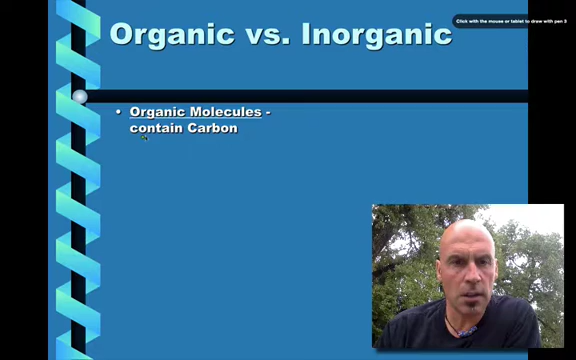 Click with the mouse or tablet to draw with pen 3
Organic vs. Inorganic
• Organic Molecules -
contain Carbon